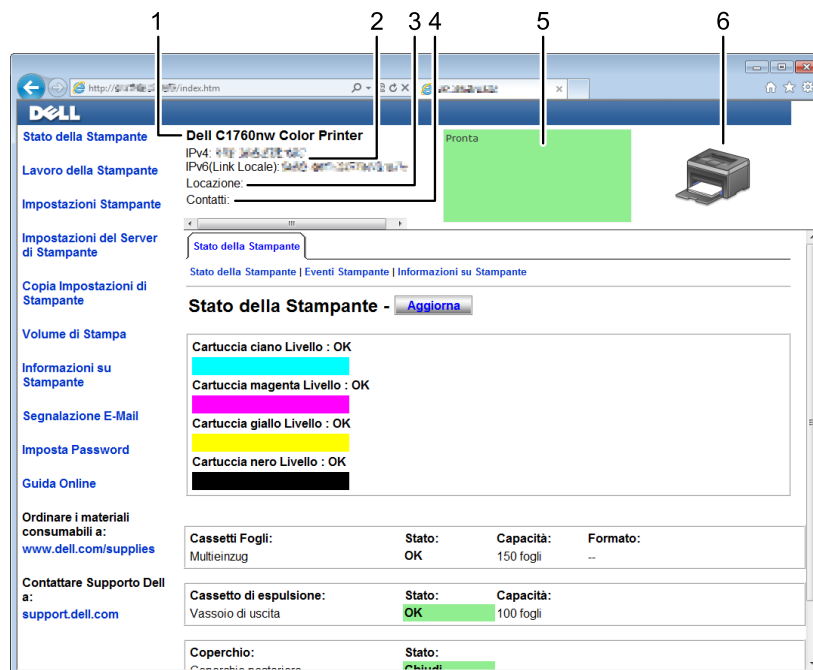 1 2 3 4 5 6
http:// /index.htm
DELL
Stato della Stampante
Lavoro della Stampante
Impostazioni Stampante
Impostazioni del Server
di Stampante
Copia Impostazioni di
Stampante
Volume di Stampa
Informazioni su
Stampante
Segnalazione E-Mail
Imposta Password
Guida Online
Ordinare i materiali
consumabili a:
www.dell.com/supplies
Contattare Supporto Dell
a:
support.dell.com
Dell C1760nw Color Printer
IPv4:
IPv6(Link Locale):
Locazione:
Contatti:
Pronta
Stato della Stampante
Stato della Stampante | Eventi Stampante | Informazioni su Stampante
Stato della Stampante - Aggiorna
Cartuccia ciano Livello : OK
Cartuccia magenta Livello : OK
Cartuccia giallo Livello : OK
Cartuccia nero Livello : OK
Cassetti Fogli: Stato: Capacità: Formato:
Multieinzug OK 150 fogli --
Cassetto di espulsione: Stato: Capacità:
Vassoio di uscita OK 100 fogli
Coperchio: Stato:
Coperchio posteriore Chiudi